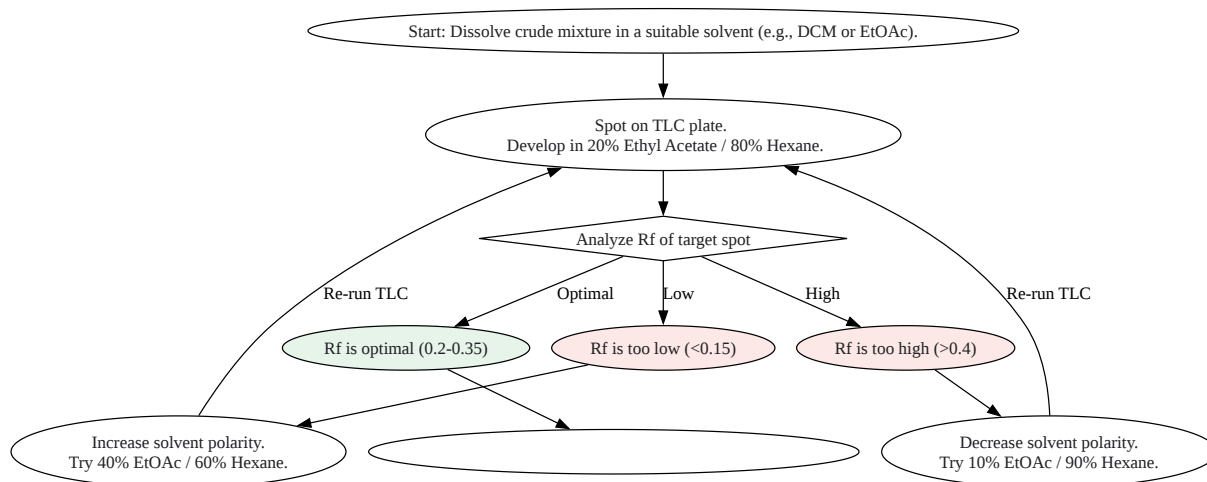 Start: Dissolve crude mixture in a suitable solvent (e.g., DCM or EtOAc).
Spot on TLC plate.
Develop in 20% Ethyl Acetate / 80% Hexane.
Analyze Rf of target spot
Re-run TLC
Optimal
Low
High
Re-run TLC
Rf is optimal (0.2-0.35)
Rf is too low (<0.15)
Rf is too high (>0.4)
Increase solvent polarity.
Try 40% EtOAc / 60% Hexane.
Decrease solvent polarity.
Try 10% EtOAc / 90% Hexane.